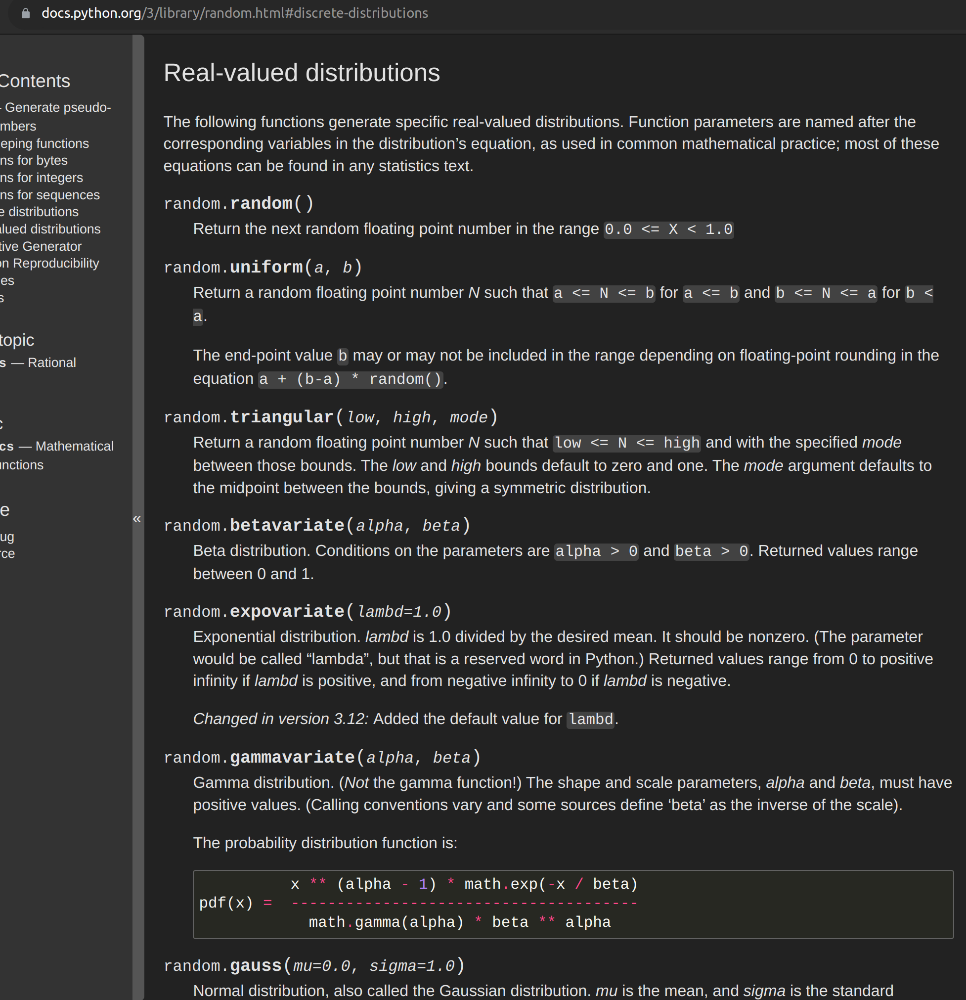 docs.python.org/3/library/random.html#discrete-distributions
Contents
- Generate pseudo-
mbers
eping functions
ns for bytes
ns for integers
ns for sequences
e distributions
alued distributions
tive Generator
on Reproducibility
es
s
topic
s — Rational
c
cs — Mathematical
unctions
e
ug
rce
«
Real-valued distributions
The following functions generate specific real-valued distributions. Function parameters are named after the
corresponding variables in the distribution’s equation, as used in common mathematical practice; most of these
equations can be found in any statistics text.
random.random()
Return the next random floating point number in the range 0.0 <= X < 1.0
random.uniform(a, b)
Return a random floating point number N such that a <= N <= b for a <= b and b <= N <= a for b <
a.
The end-point value b may or may not be included in the range depending on floating-point rounding in the
equation a + (b-a) * random().
random.triangular(low, high, mode)
Return a random floating point number N such that low <= N <= high and with the specified mode
between those bounds. The low and high bounds default to zero and one. The mode argument defaults to
the midpoint between the bounds, giving a symmetric distribution.
random.betavariate(alpha, beta)
Beta distribution. Conditions on the parameters are alpha > 0 and beta > 0. Returned values range
between 0 and 1.
random.expovariate(lambd=1.0)
Exponential distribution. lambd is 1.0 divided by the desired mean. It should be nonzero. (The parameter
would be called “lambda”, but that is a reserved word in Python.) Returned values range from 0 to positive
infinity if lambd is positive, and from negative infinity to 0 if lambd is negative.
Changed in version 3.12: Added the default value for lambd.
random.gammavariate(alpha, beta)
Gamma distribution. (Not the gamma function!) The shape and scale parameters, alpha and beta, must have
positive values. (Calling conventions vary and some sources define ‘beta’ as the inverse of the scale).
The probability distribution function is:
x ** (alpha - 1) * math.exp(-x / beta)
pdf(x) = --------------------------------------
math.gamma(alpha) * beta ** alpha
random.gauss(mu=0.0, sigma=1.0)
Normal distribution, also called the Gaussian distribution. mu is the mean, and sigma is the standard